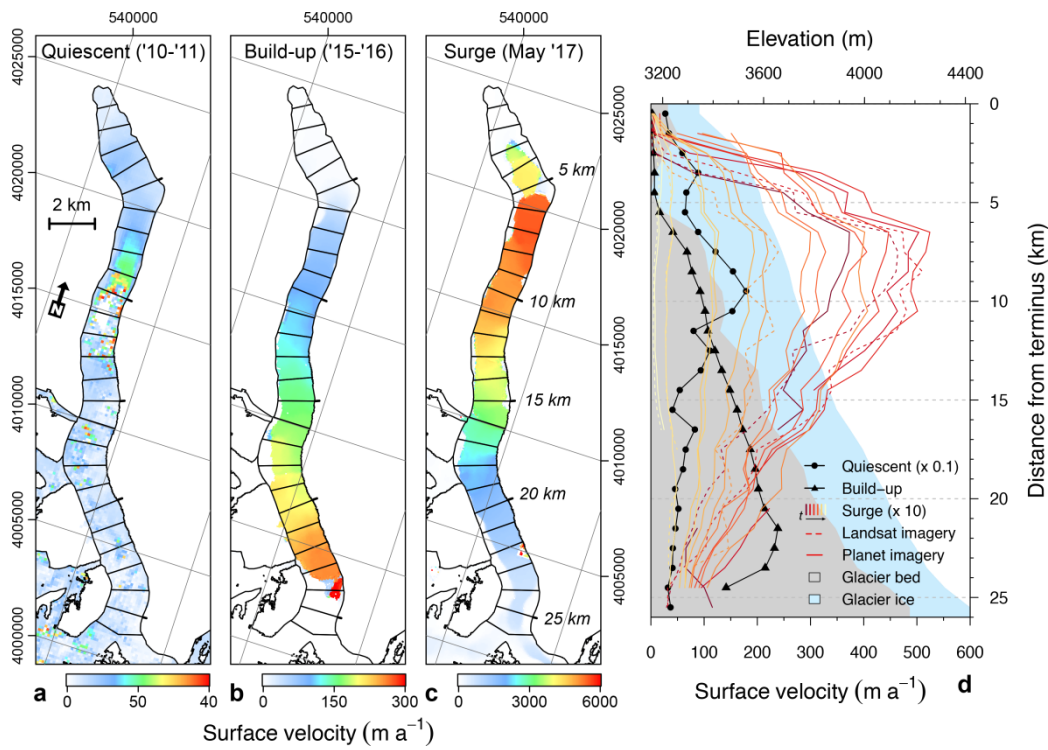 540000
540000
540000
Elevation (m)
3200
3600
4000
4400
Quiescent ('10-'11)
Build-up ('15-'16)
Surge (May '17)
4025000
4020000
4015000
4010000
4005000
4000000
2 km
N
4025000
4020000
4015000
4010000
4005000
5 km
10 km
15 km
20 km
25 km
0
5
10
15
20
25
Distance from terminus (km)
Quiescent (x 0.1)
Build-up
Surge (x 10)
t
Landsat imagery
Planet imagery
Glacier bed
Glacier ice
a
0
50
40
b
0
150
300
c
0
3000
6000
0
100
200
300
400
500
600
d
Surface velocity (m a⁻¹)
Surface velocity (m a⁻¹)